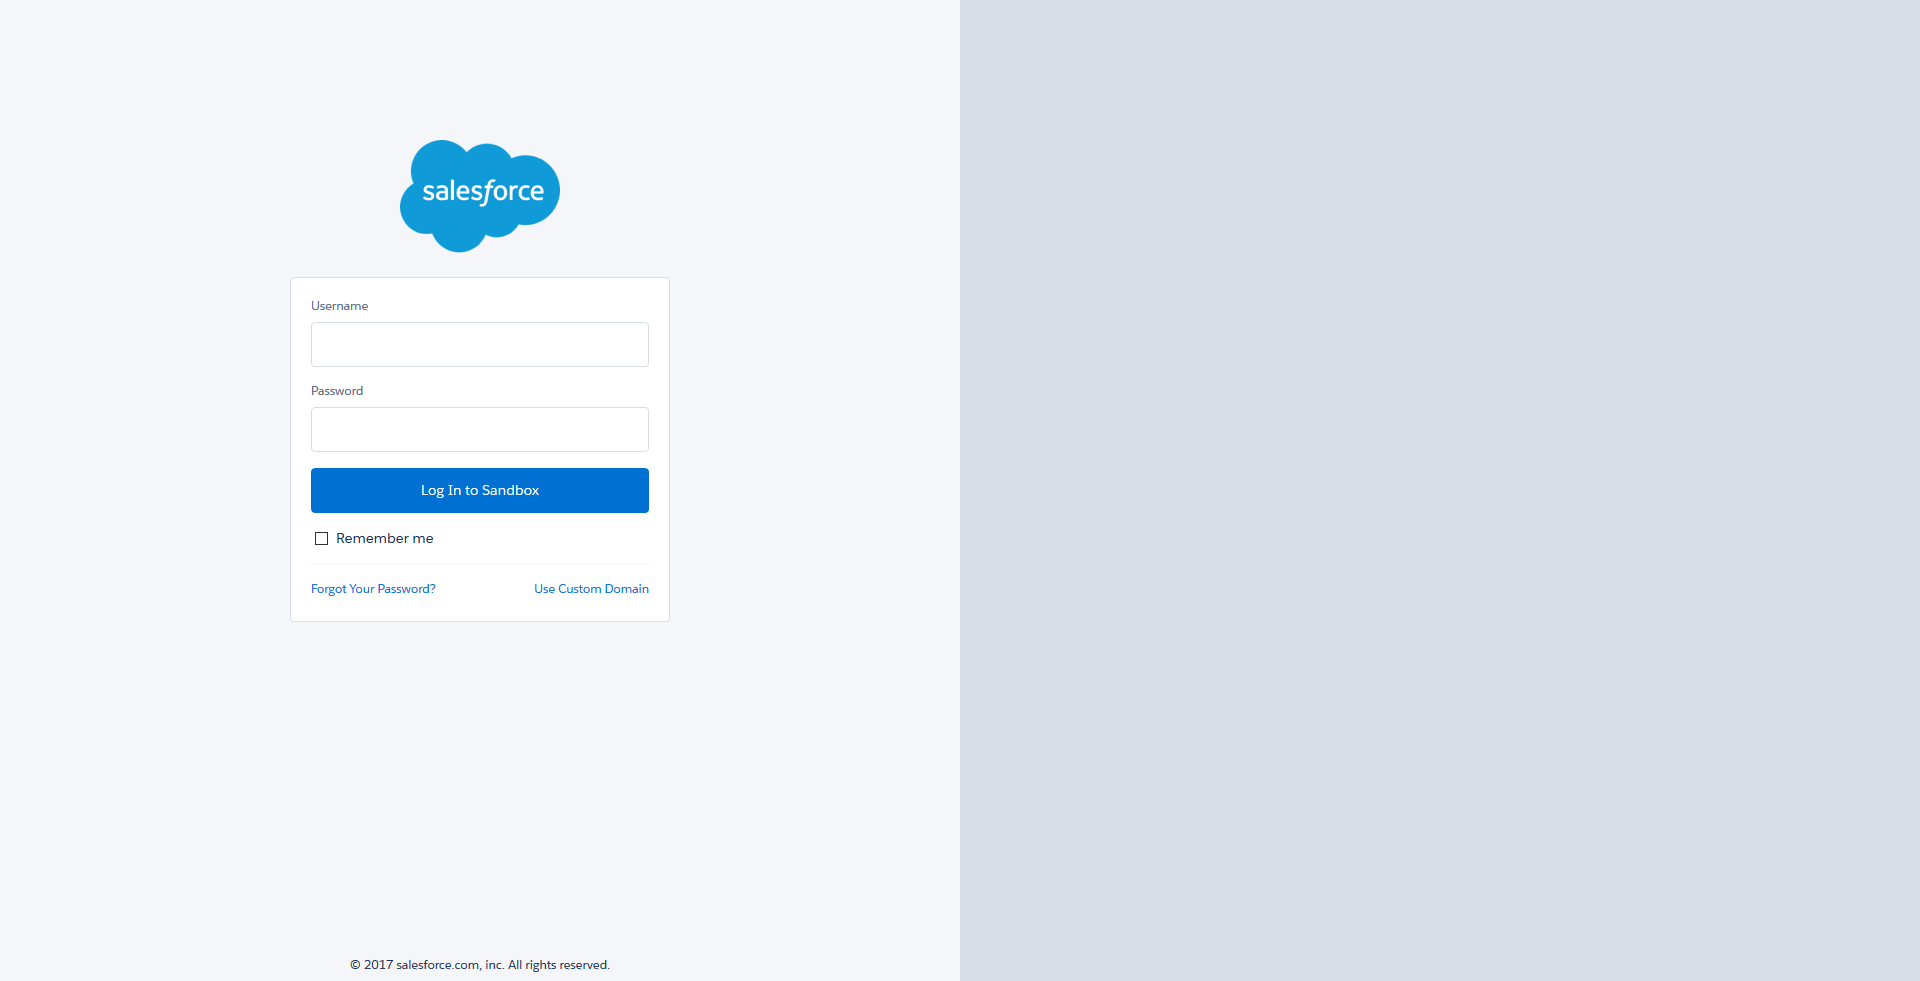 salesforce
Username
Password
Log In to Sandbox
Remember me
Forgot Your Password? Use Custom Domain
© 2017 salesforce.com, inc. All rights reserved.